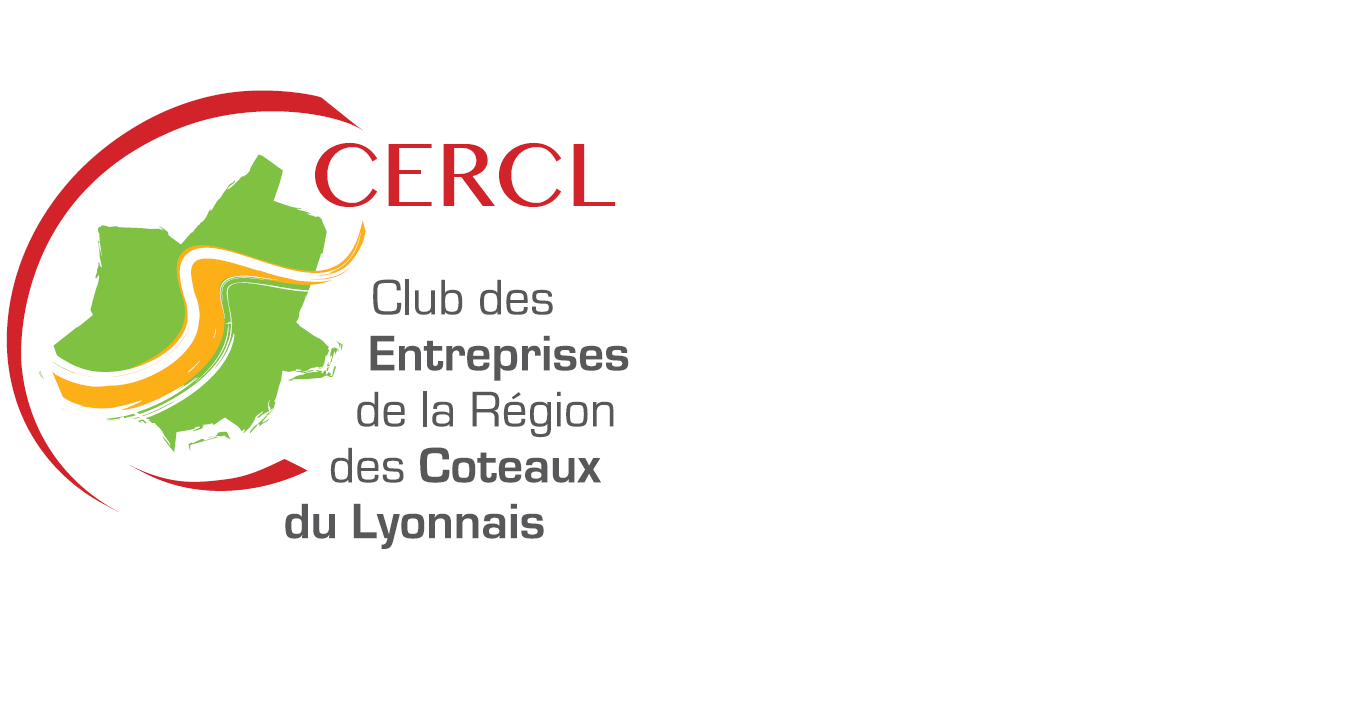 CERCL
Club des
Entreprises
de la Région
des Coteaux
du Lyonnais